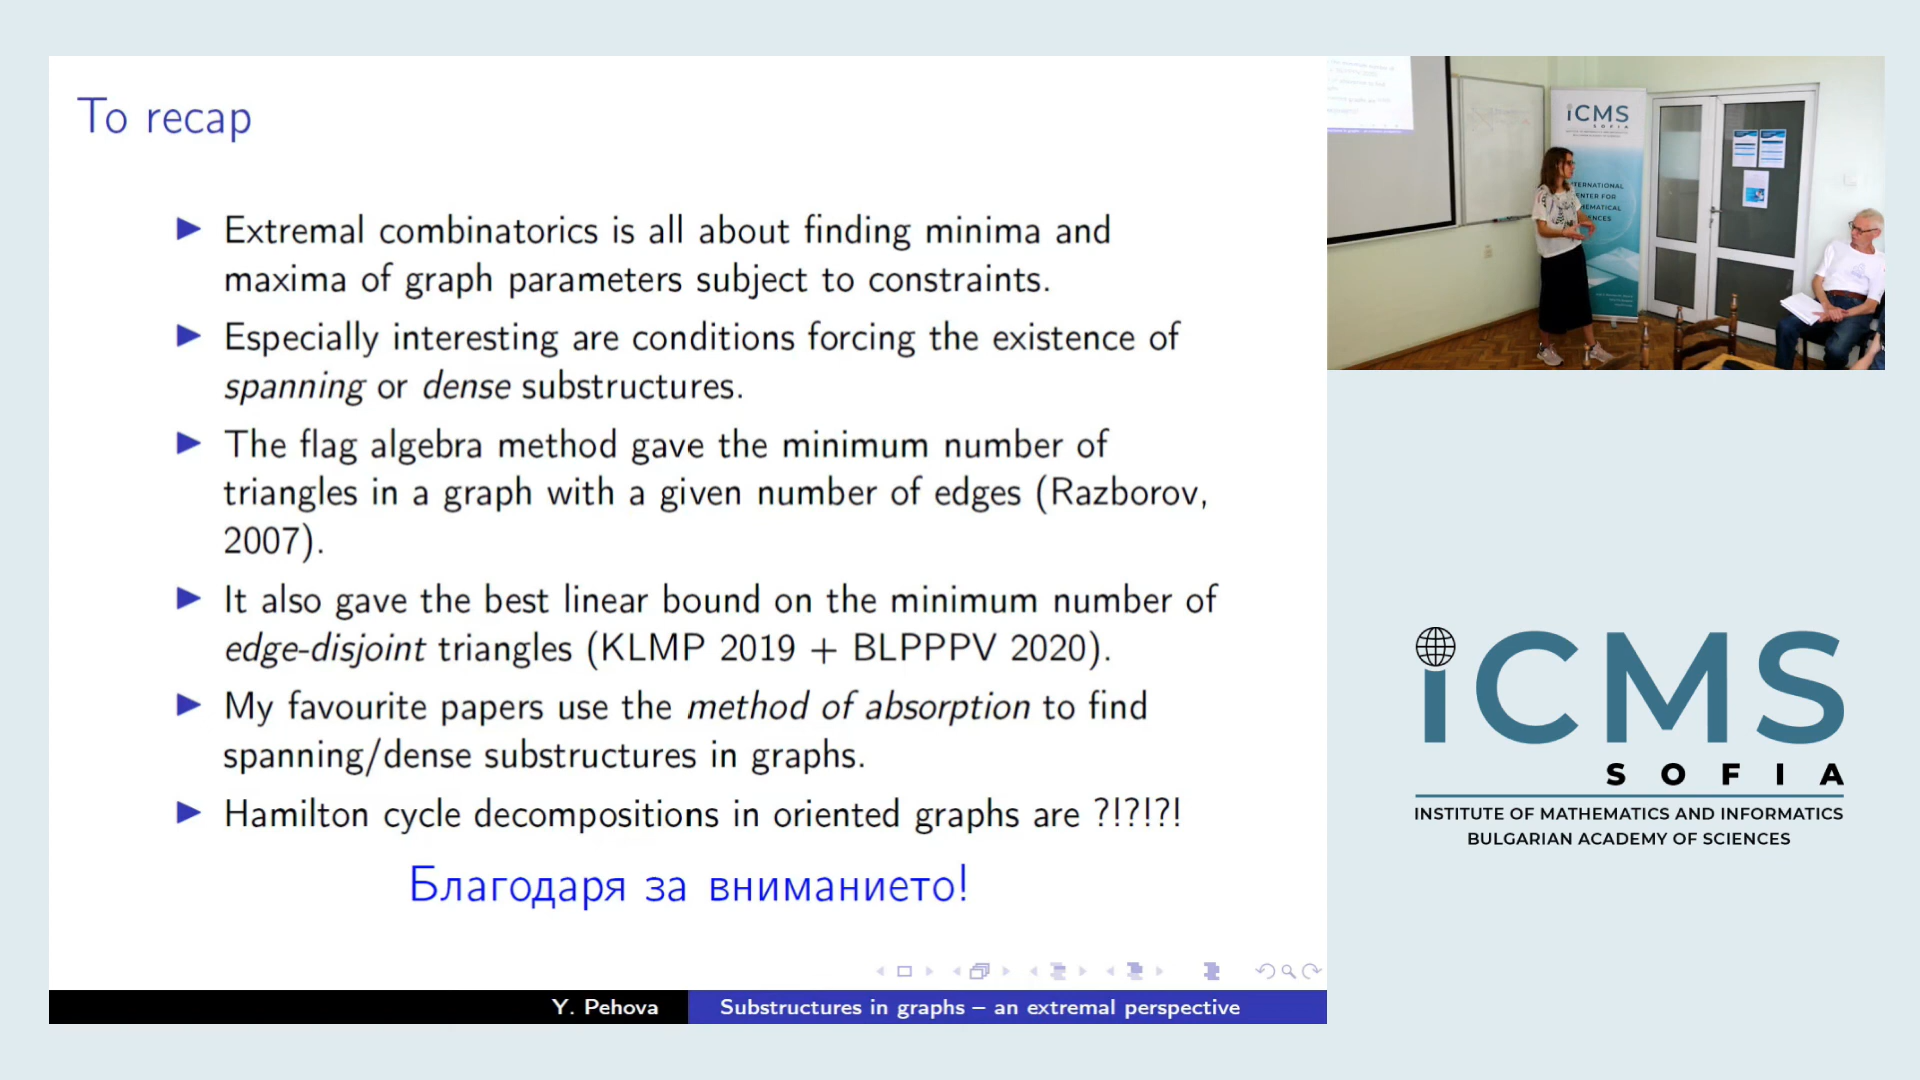 To recap
Extremal combinatorics is all about finding minima and
maxima of graph parameters subject to constraints.
Especially interesting are conditions forcing the existence of
spanning or dense substructures.
The flag algebra method gave the minimum number of
triangles in a graph with a given number of edges (Razborov,
2007).
It also gave the best linear bound on the minimum number of
edge-disjoint triangles (KLMP 2019 + BLPPPV 2020).
My favourite papers use the method of absorption to find
spanning/dense substructures in graphs.
Hamilton cycle decompositions in oriented graphs are ?!?!?!
Благодаря за вниманието!
Y. Pehova
Substructures in graphs – an extremal perspective
iCMS
SOFIA
iCMS
SOFIA
INSTITUTE OF MATHEMATICS AND INFORMATICS
BULGARIAN ACADEMY OF SCIENCES